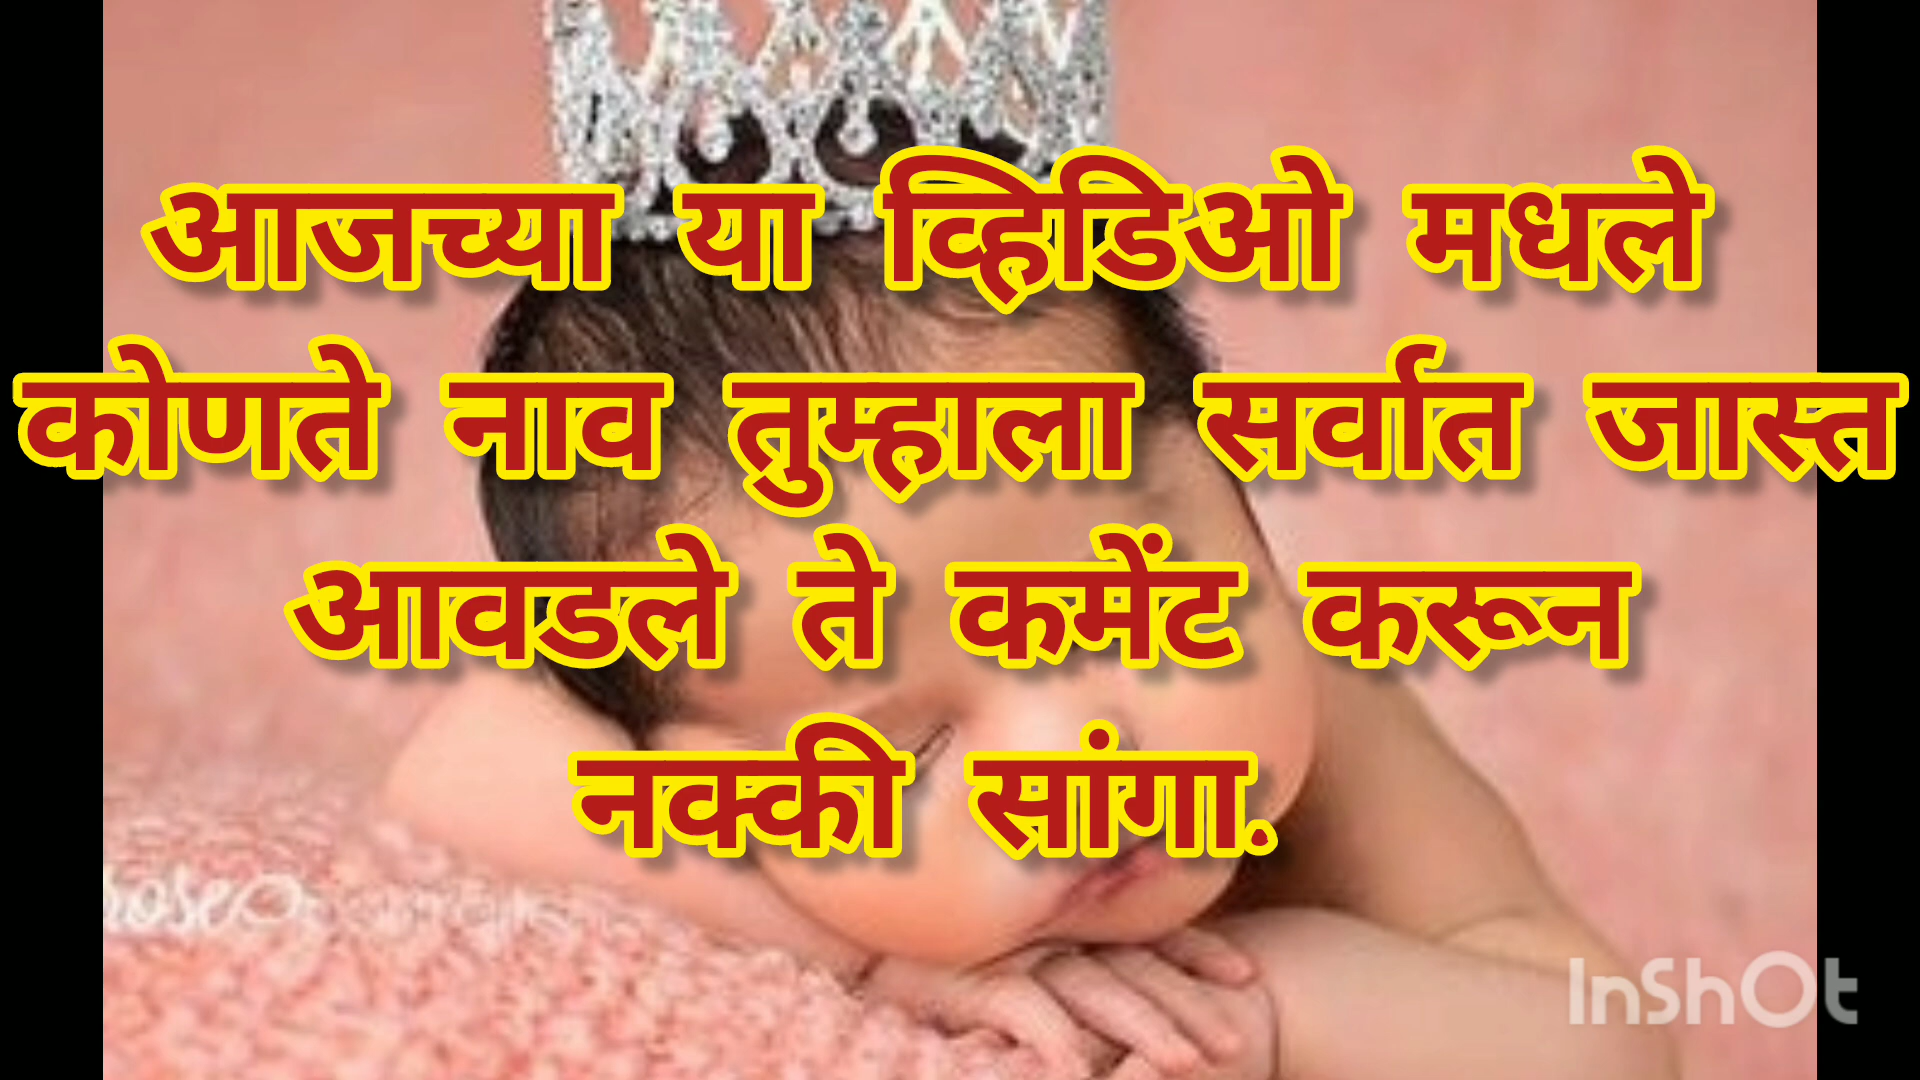 आजच्या या व्हिडिओ मधले
कोणते नाव तुम्हाला सर्वात जास्त
आवडले ते कमेंट करून
नक्की सांगा.
InShOt